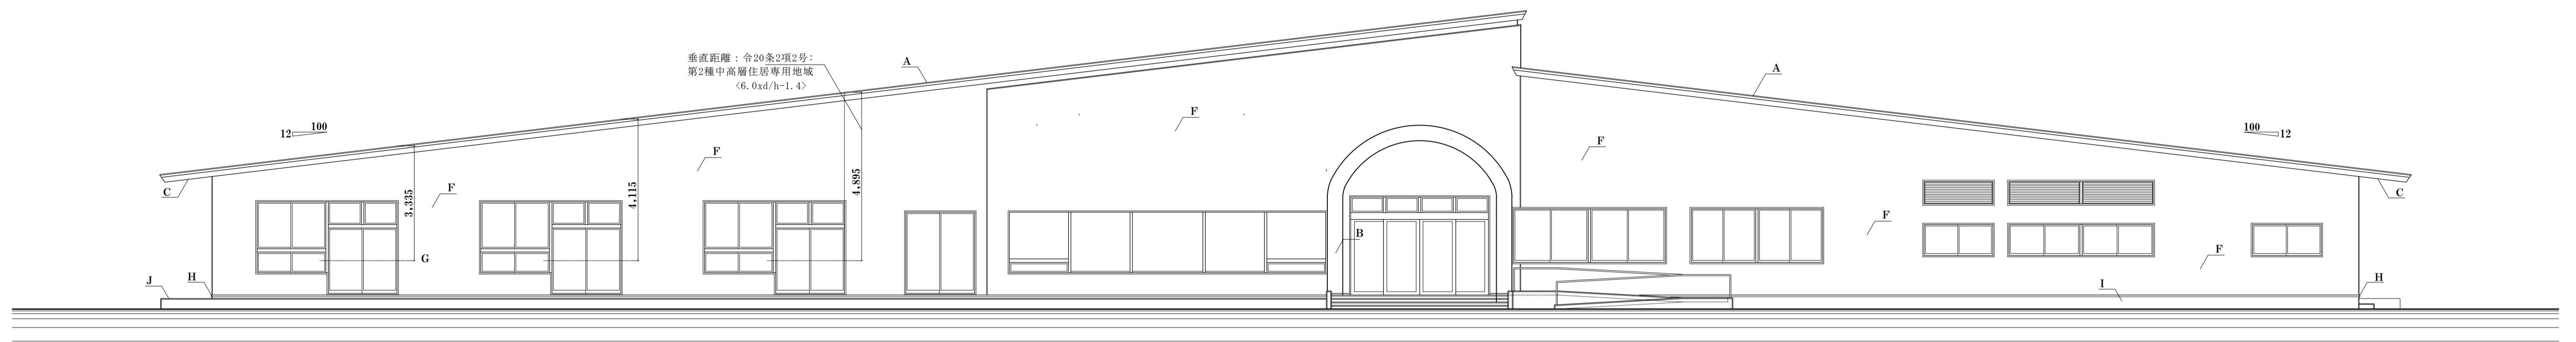 垂直距離：令20条2項2号：
第2種中高層住居専用地域
<6.0xd/h-1.4>
A
A
F
100
12
100
12
F
F
F
C
C
3,335
4,115
4,895
F
F
B
F
G
J
H
I
H